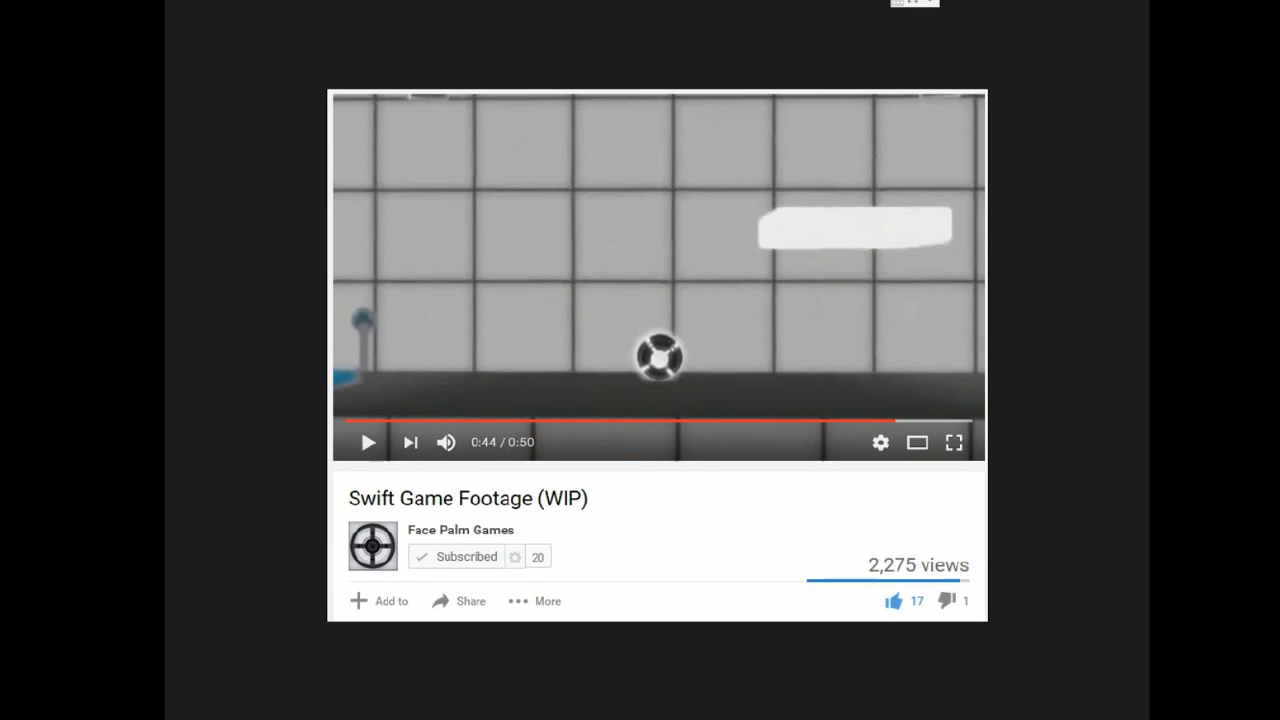 0:44 / 0:50
Swift Game Footage (WIP)
Face Palm Games
Subscribed 20
2,275 views
Add to Share More 17 1